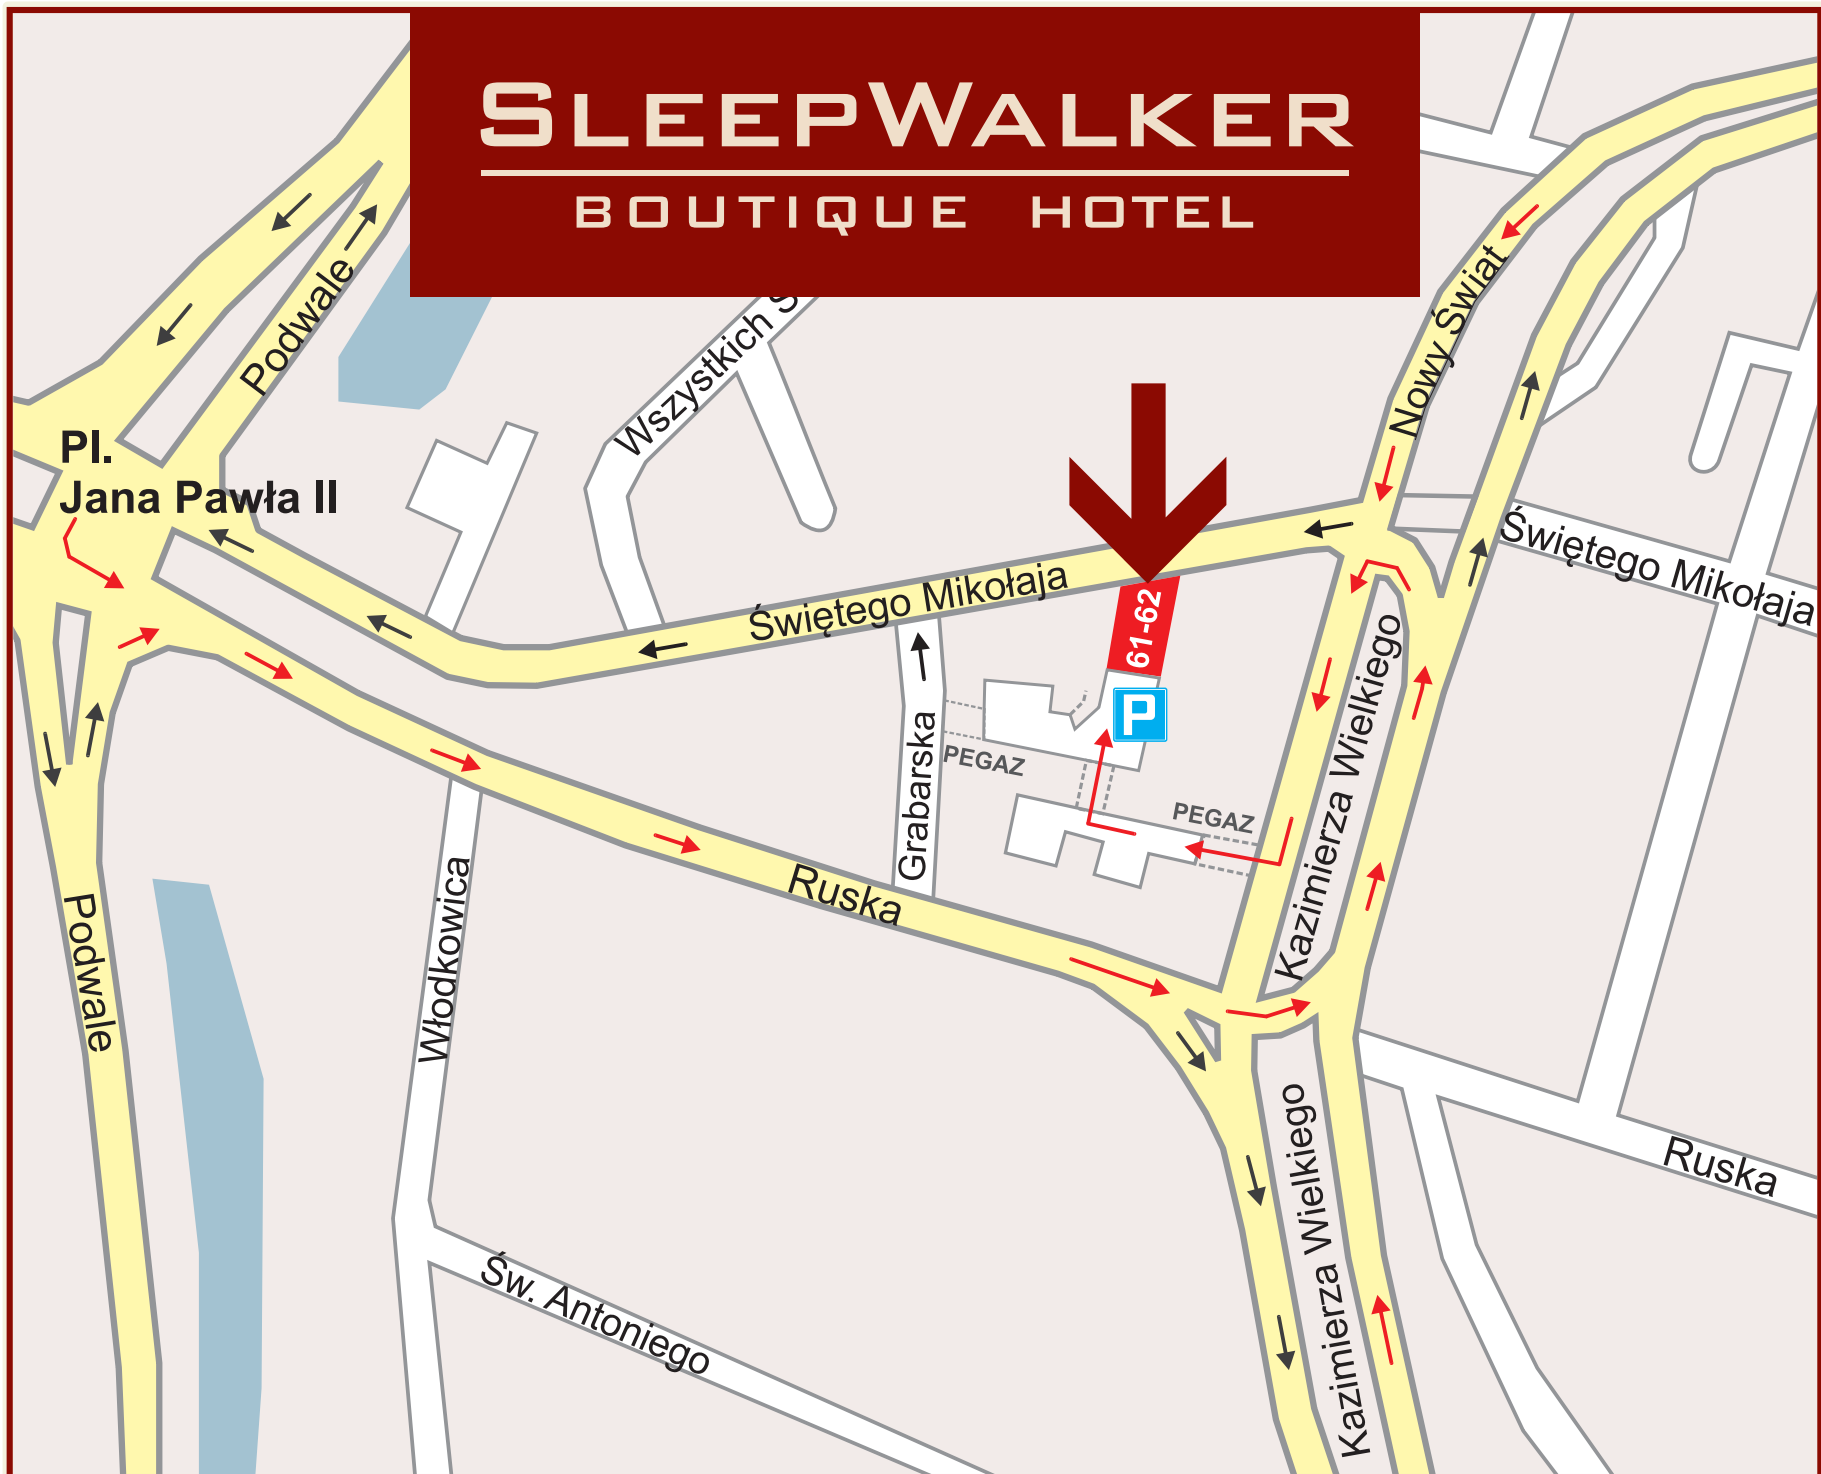 SLEEPWALKER
BOUTIQUE HOTEL
Podwale
Wszystkich
Nowy Świat
Pl.
Jana Pawła II
Świętego Mikołaja
Świętego Mikołaja
61-62
P
Kazimierza Wielkiego
Grabarska
PEGAZ
PEGAZ
Ruska
Włodkowica
Podwale
Ruska
Kazimierza Wielkiego
Św. Antoniego